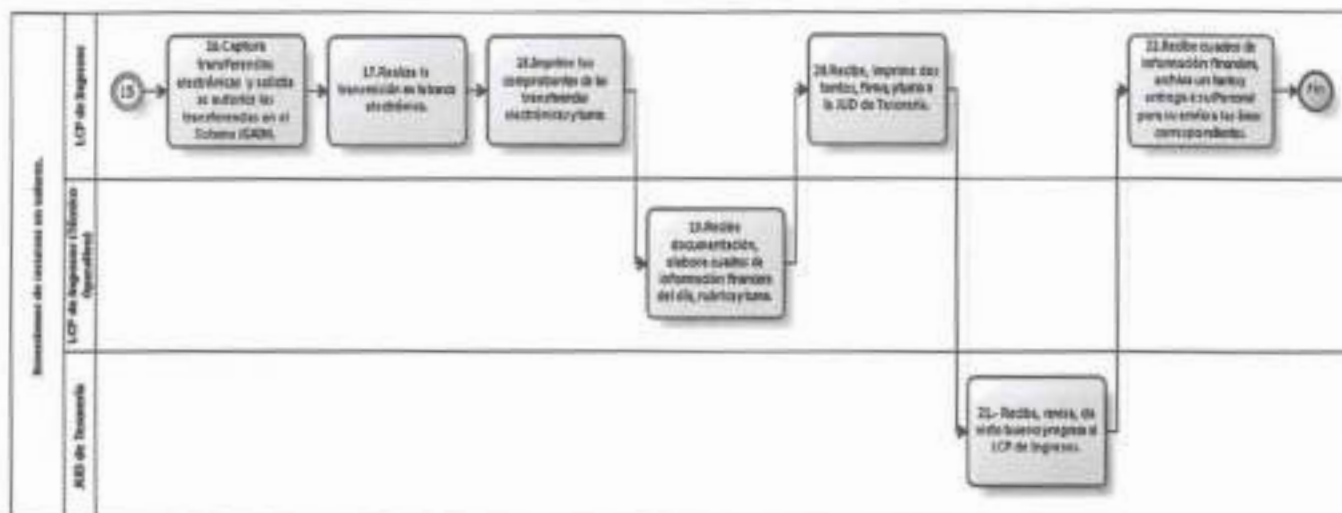 Inversiones de recursos en valores.
LCP de Ingresos
LCP de Ingresos (Técnico
Operativo)
JUD de Tesorería
15
16.Captura
transferencias
electrónicas y solicita
se autorice las
transferencias en el
Sistema
17.Realiza la
transmisión en la banca
electrónica.
18.Imprime los
comprobantes de las
transferencias
electrónicas y turna.
19.Recibe
documentación,
elabora cuadros de
información financiera
del día, rubrica y turna.
20.Recibe, imprime dos
tantos, firma, y turna a
la JUD de Tesorería.
21.- Recibe, revisa, da
visto bueno y regresa al
LCP de Ingresos.
22.Recibe cuadros de
información financiera,
archiva un tanto y
entrega a su Personal
para su envío a las áreas
correspondientes.
Fin